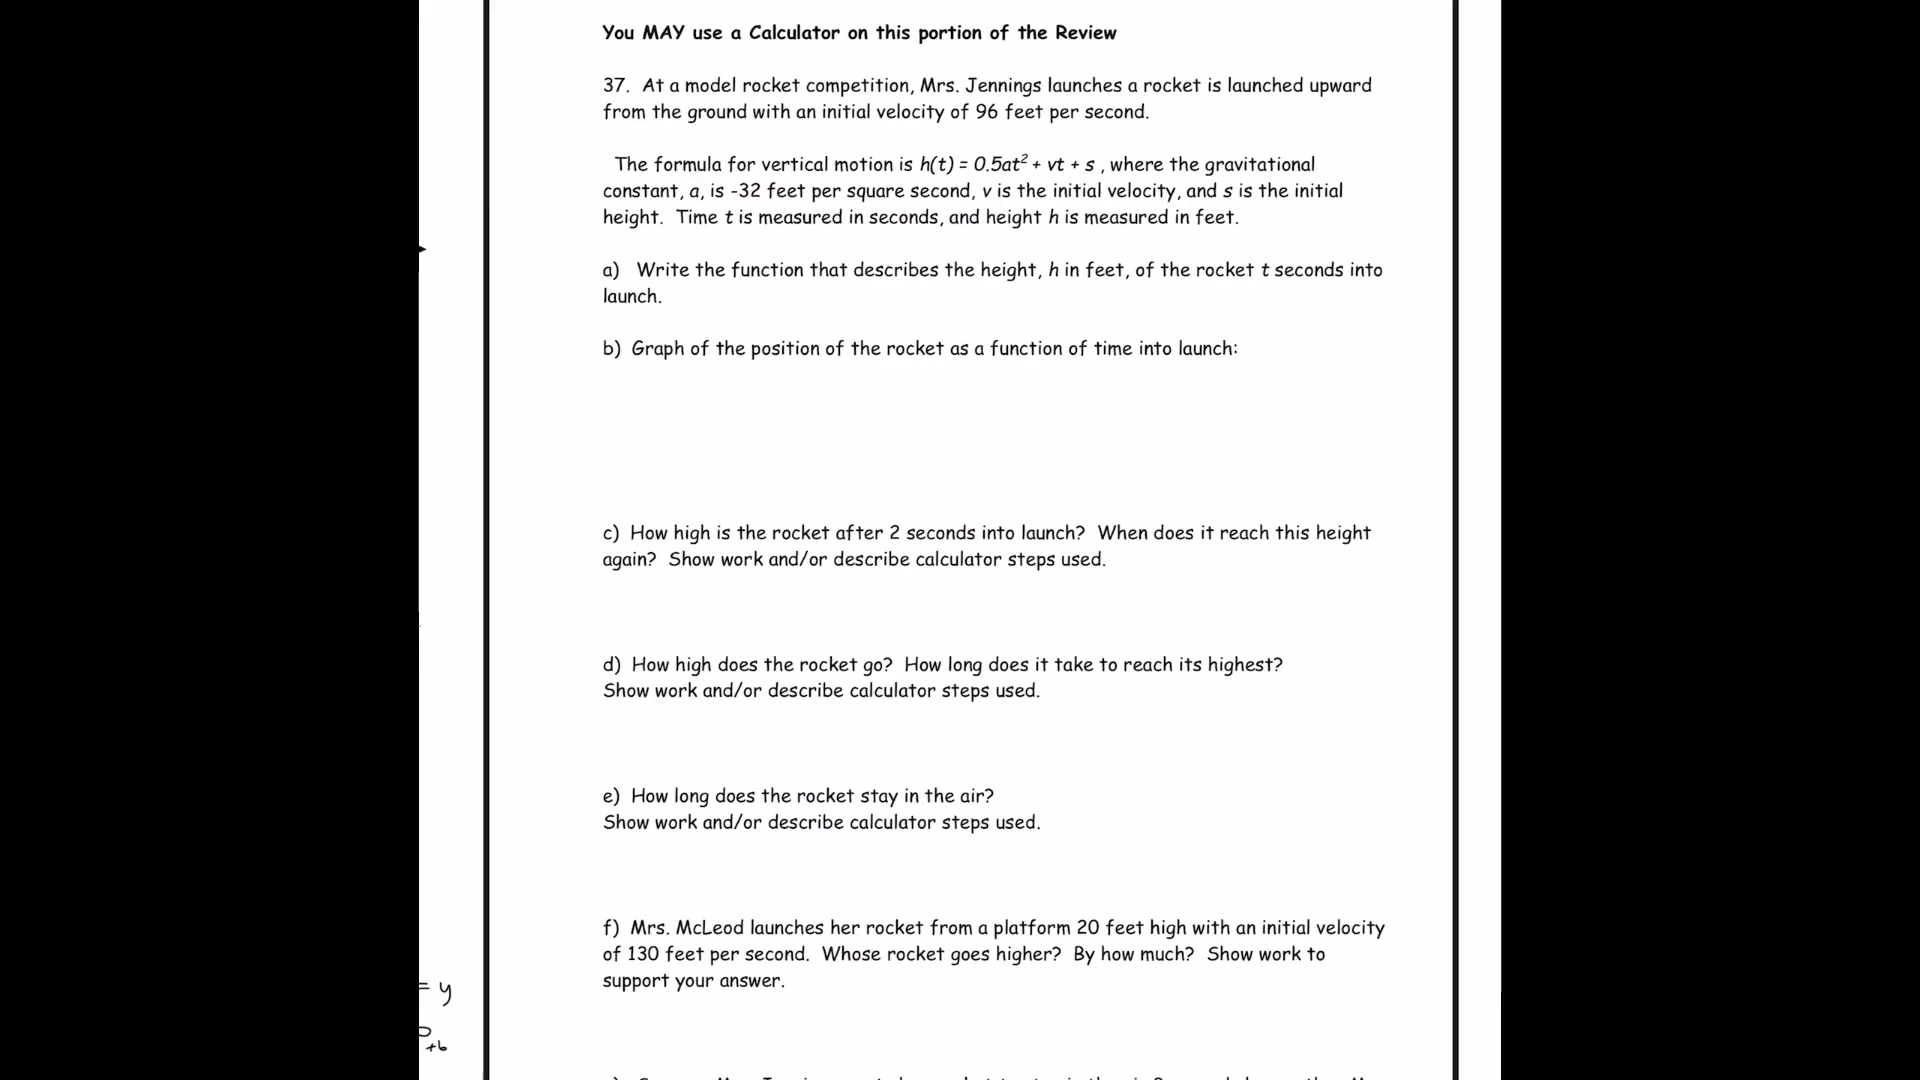 You MAY use a Calculator on this portion of the Review
37. At a model rocket competition, Mrs. Jennings launches a rocket is launched upward
from the ground with an initial velocity of 96 feet per second.
The formula for vertical motion is h(t) = 0.5at² + vt + s , where the gravitational
constant, a, is -32 feet per square second, v is the initial velocity, and s is the initial
height. Time t is measured in seconds, and height h is measured in feet.
a) Write the function that describes the height, h in feet, of the rocket t seconds into
launch.
b) Graph of the position of the rocket as a function of time into launch:
c) How high is the rocket after 2 seconds into launch? When does it reach this height
again? Show work and/or describe calculator steps used.
d) How high does the rocket go? How long does it take to reach its highest?
Show work and/or describe calculator steps used.
e) How long does the rocket stay in the air?
Show work and/or describe calculator steps used.
f) Mrs. McLeod launches her rocket from a platform 20 feet high with an initial velocity
of 130 feet per second. Whose rocket goes higher? By how much? Show work to
support your answer.
= y
+6